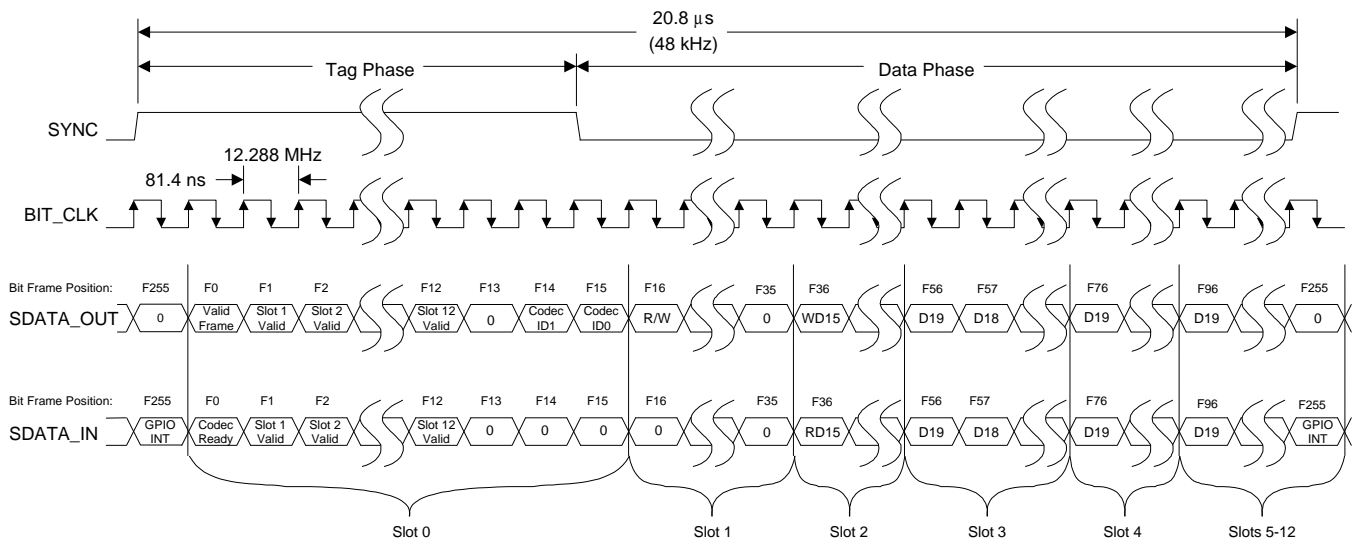 20.8 μs
(48 kHz)
Tag Phase
Data Phase
SYNC
12.288 MHz
81.4 ns
BIT_CLK
Bit Frame Position: F255 F0 F1 F2 F12 F13 F14 F15 F16 F35 F36 F56 F57 F76 F96 F255
SDATA_OUT 0 Valid Frame Slot 1 Valid Slot 2 Valid Slot 12 Valid 0 Codec ID1 Codec ID0 R/W 0 WD15 D19 D18 D19 D19 0
Bit Frame Position: F255 F0 F1 F2 F12 F13 F14 F15 F16 F35 F36 F56 F57 F76 F96 F255
SDATA_IN GPIO INT Codec Ready Slot 1 Valid Slot 2 Valid Slot 12 Valid 0 0 0 0 0 RD15 D19 D18 D19 D19 GPIO INT
Slot 0 Slot 1 Slot 2 Slot 3 Slot 4 Slots 5-12